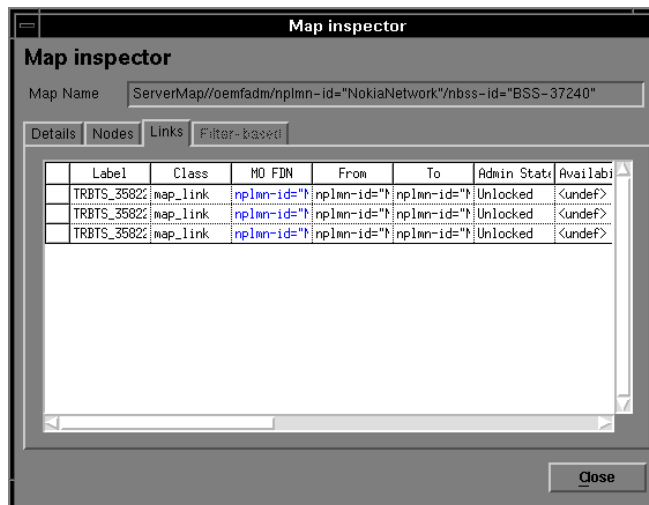 Map inspector
Map inspector
Map Name ServerMap//oemfadm/nplmn-id="NokiaNetwork"/nbss-id="BSS-37240"
Details Nodes Links Filter-based
Label Class MO FDN From To Admin State Availabi
TRBTS_35822 map_link nplmn-id="N nplmn-id="N nplmn-id="N Unlocked <undef>
TRBTS_35822 map_link nplmn-id="N nplmn-id="N nplmn-id="N Unlocked <undef>
TRBTS_35822 map_link nplmn-id="N nplmn-id="N nplmn-id="N Unlocked <undef>
Close